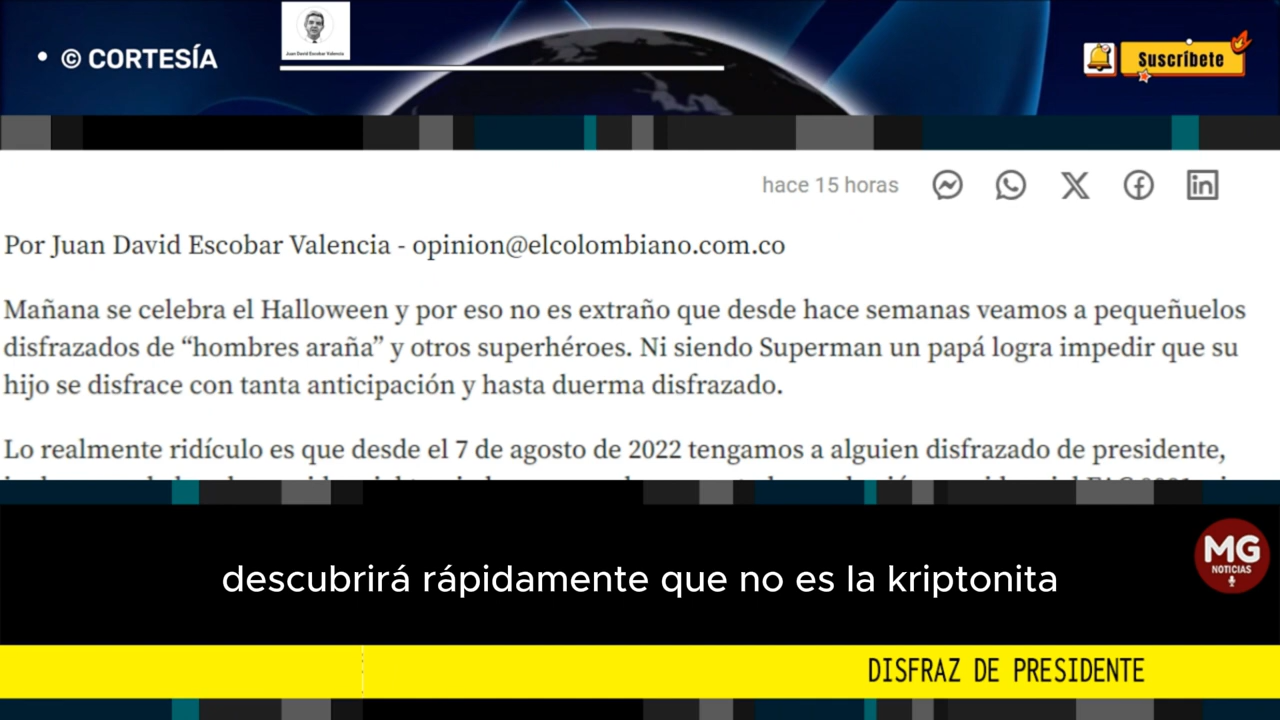 • © CORTESÍA
Juan David Escobar Valencia
Suscríbete
hace 15 horas
Por Juan David Escobar Valencia - opinion@elcolombiano.com.co
Mañana se celebra el Halloween y por eso no es extraño que desde hace semanas veamos a pequeñuelos
disfrazados de “hombres araña” y otros superhéroes. Ni siendo Superman un papá logra impedir que su
hijo se disfrace con tanta anticipación y hasta duerma disfrazado.
Lo realmente ridículo es que desde el 7 de agosto de 2022 tengamos a alguien disfrazado de presidente,
descubrirá rápidamente que no es la kriptonita
MG
NOTICIAS
DISFRAZ DE PRESIDENTE